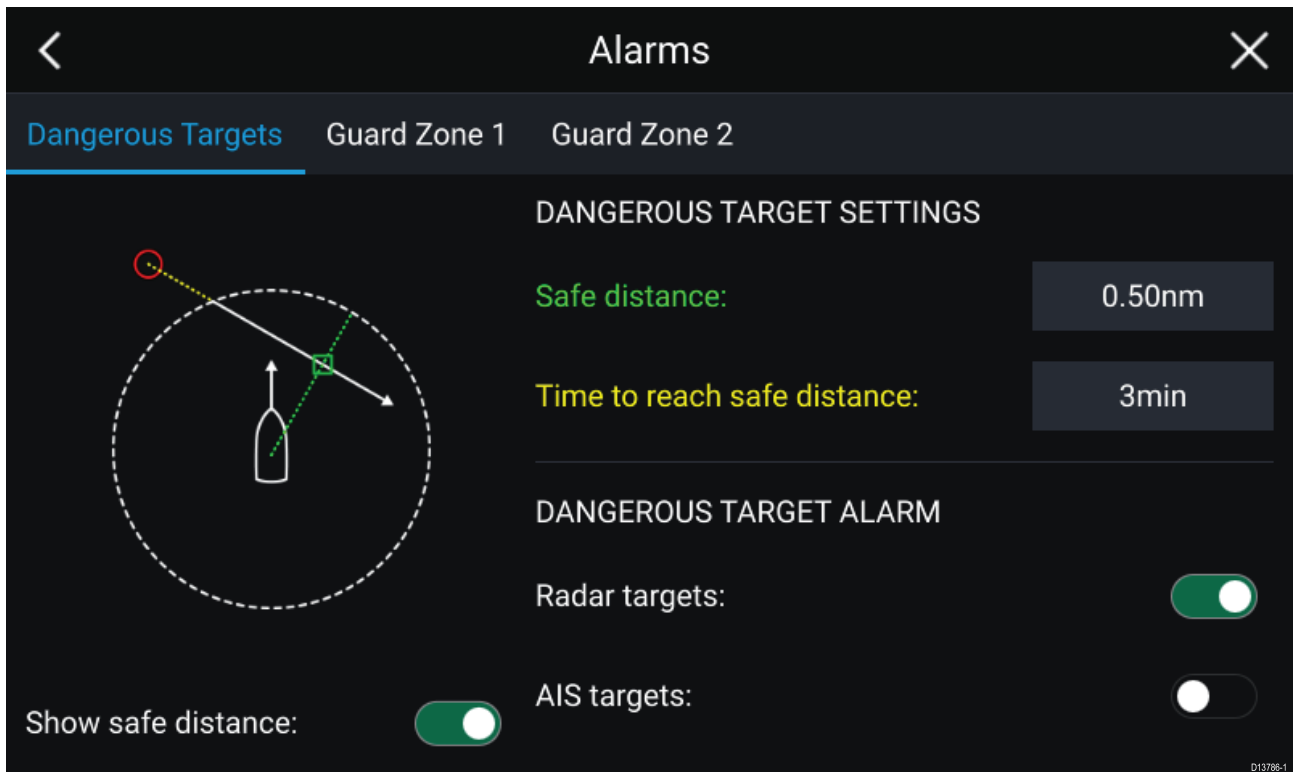 Alarms
Dangerous Targets Guard Zone 1 Guard Zone 2
DANGEROUS TARGET SETTINGS
Safe distance: 0.50nm
Time to reach safe distance: 3min
DANGEROUS TARGET ALARM
Radar targets:
AIS targets:
Show safe distance:
D13786-1